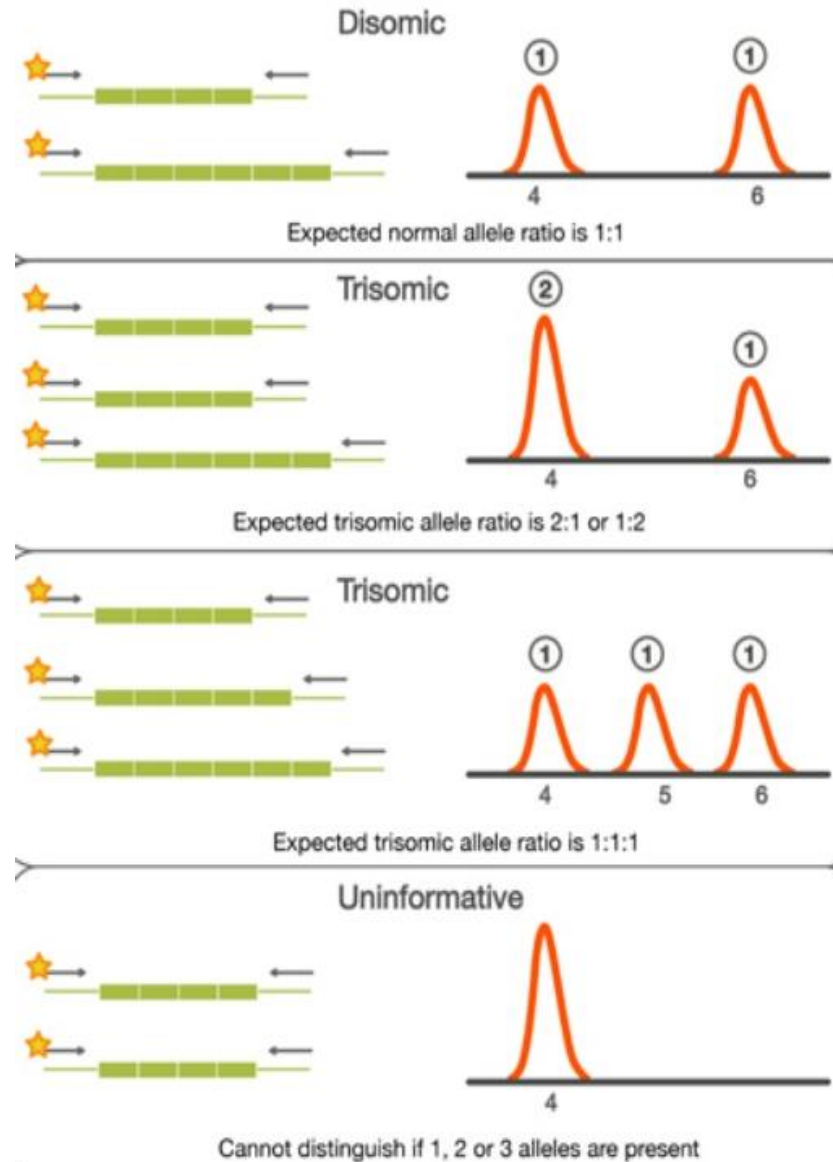 Disomic
1 1
4 6
Expected normal allele ratio is 1:1
Trisomic
2
1
4 6
Expected trisomic allele ratio is 2:1 or 1:2
Trisomic
1 1 1
4 5 6
Expected trisomic allele ratio is 1:1:1
Uninformative
4
Cannot distinguish if 1, 2 or 3 alleles are present